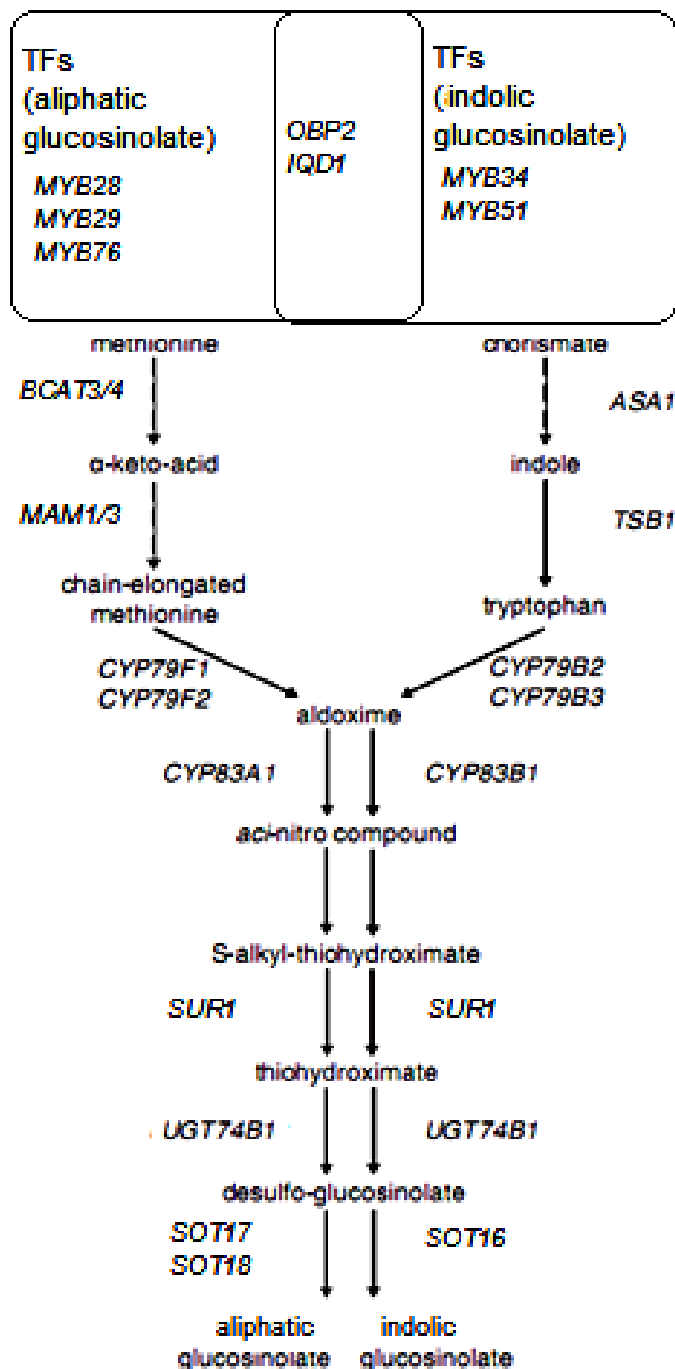 TFs
(aliphatic
glucosinolate)
MYB28
MYB29
MYB76
OBP2
IQD1
TFs
(indolic
glucosinolate)
MYB34
MYB51
methionine
chorismate
BCAT3/4
ASA1
α-keto-acid
indole
MAM1/3
TSB1
chain-elongated
methionine
tryptophan
CYP79F1
CYP79F2
CYP79B2
CYP79B3
aldoxime
CYP83A1
CYP83B1
aci-nitro compound
S-alkyl-thiohydroximate
SUR1
SUR1
thiohydroximate
UGT74B1
UGT74B1
desulfo-glucosinolate
SOT17
SOT18
SOT16
aliphatic
glucosinolate
indolic
glucosinolate